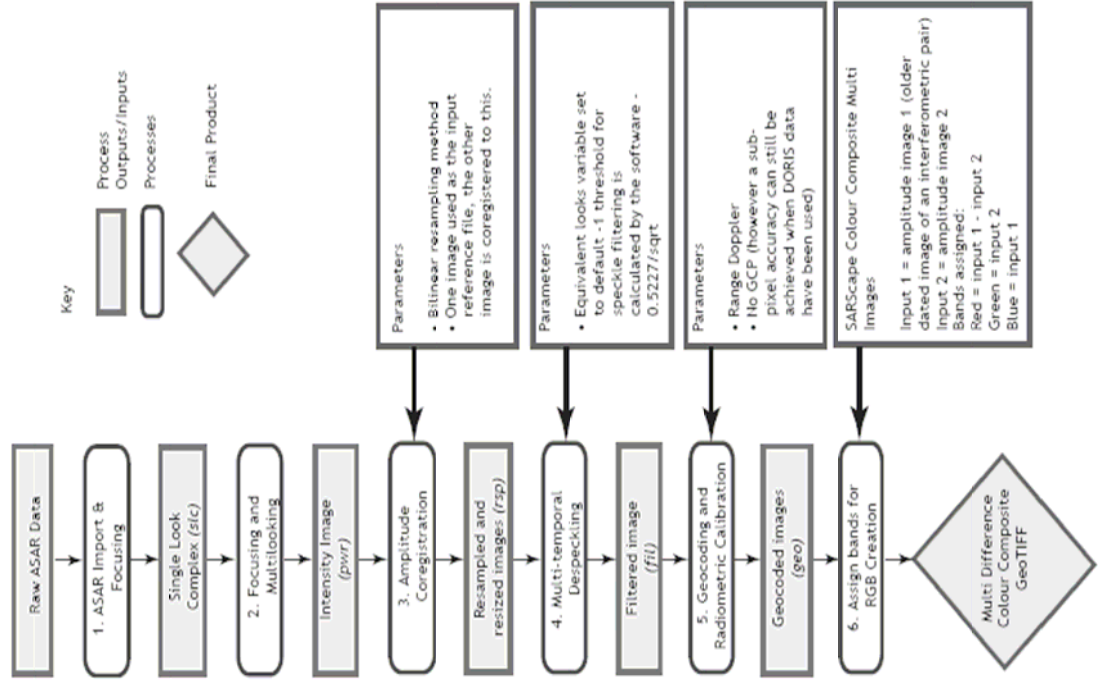 Key
Process
Outputs/Inputs
Processes
Final Product
Raw ASAR Data
1. ASAR Import &
Focusing
Single Look
Complex (slc)
2. Focusing and
Multilooking
Intensity Image
(pwr)
3. Amplitude
Coregistration
Parameters
• Bilinear resampling method
• One image used as the input
reference file, the other
image is coregistered to this.
Resampled and
resized images (rsp)
4. Multi-temporal
Despeckling
Parameters
• Equivalent looks variable set
to default -1 threshold for
speckle filtering is
calculated by the software -
0.5227/sqrt
Filtered image
(fil)
5. Geocoding and
Radiometric Calibration
Parameters
• Range Doppler
• No GCP (however a sub-
pixel accuracy can still be
achieved when DORIS data
have been used)
Geocoded images
(geo)
6. Assign bands for
RGB Creation
SARScape Colour Composite Multi
Images
Input 1 = amplitude image 1 (older
dated image of an interferometric pair)
Input 2 = amplitude image 2
Bands assigned:
Red = input 1 - input 2
Green = input 2
Blue = input 1
Multi Difference
Colour Composite
GeoTIFF